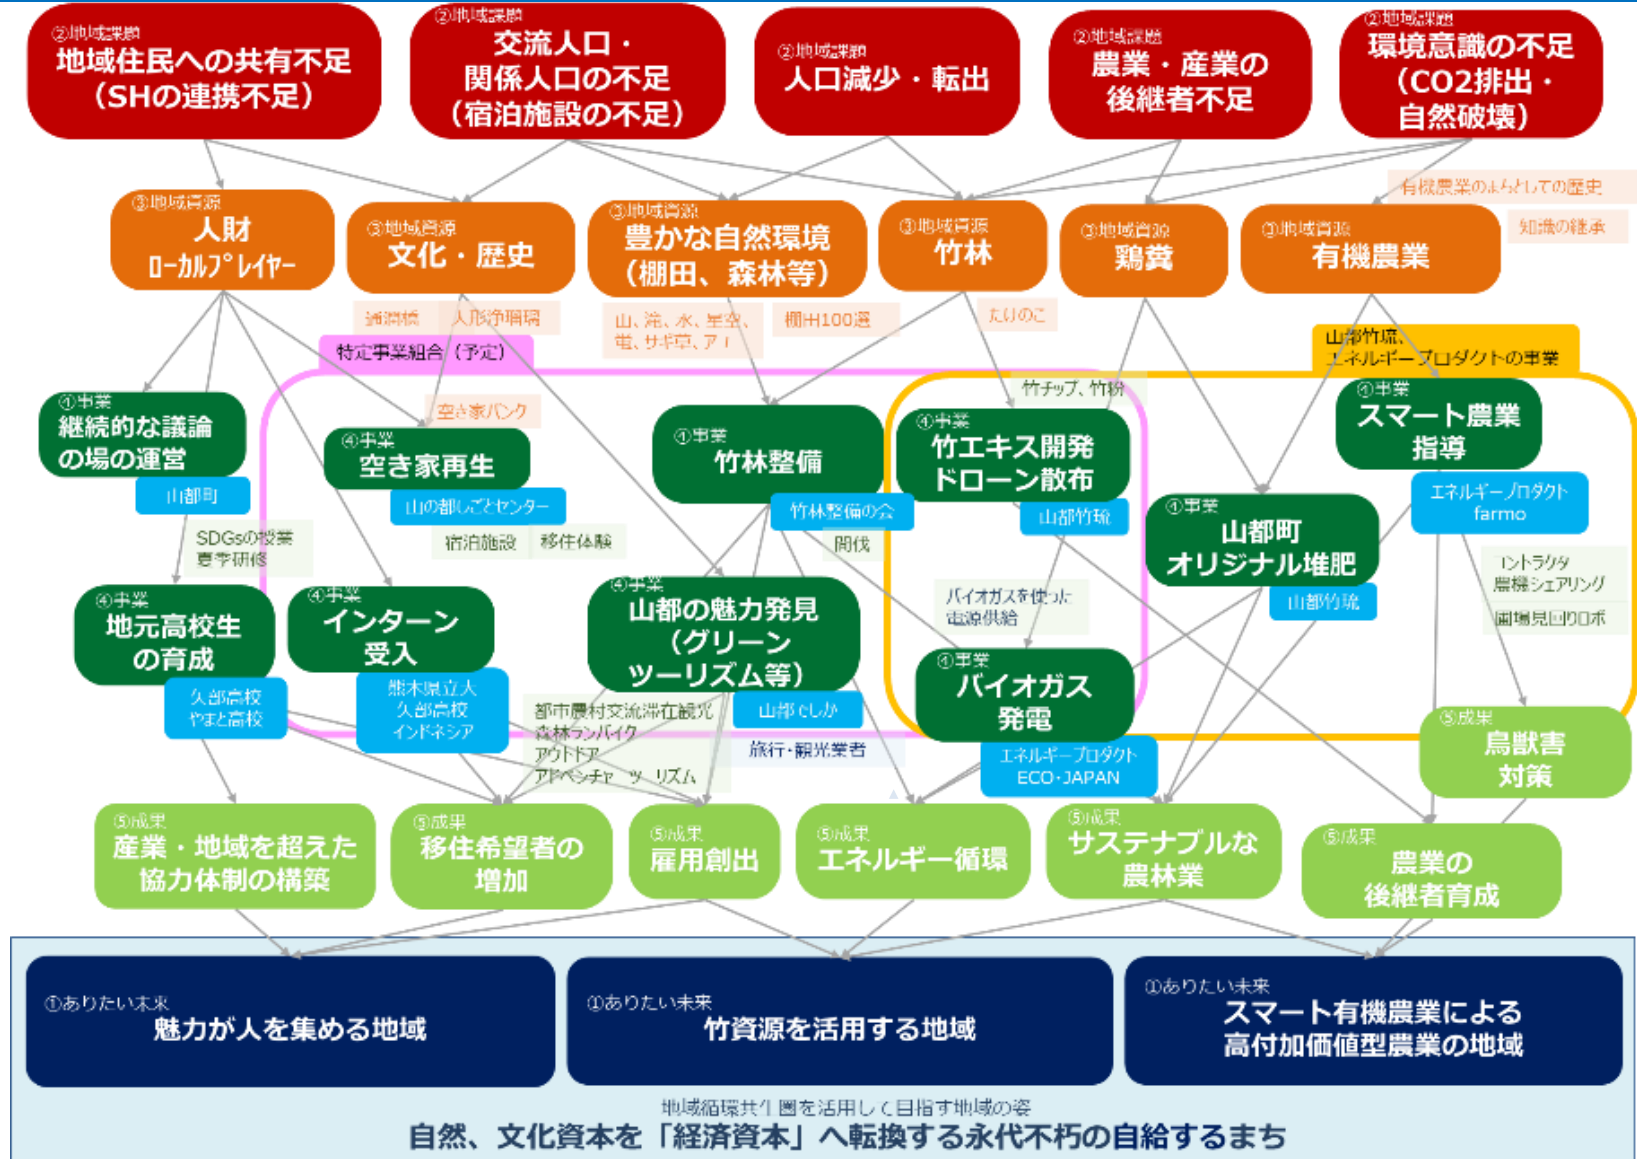 ②地域課題
地域住民への共有不足
（SHの連携不足）
②地域課題
交流人口・
関係人口の不足
（宿泊施設の不足）
②地域課題
人口減少・転出
②地域課題
農業・産業の
後継者不足
②地域課題
環境意識の不足
（CO2排出・
自然破壊）
③地域資源
人財
ﾛｰｶﾙﾌﾟﾚｲﾔｰ
③地域資源
文化・歴史
③地域資源
豊かな自然環境
（棚田、森林等）
③地域資源
竹林
③地域資源
鶏糞
③地域資源
有機農業
有機農業のまちとしての歴史
知識の継承
通潤橋
人形浄瑠璃
山、滝、水、星空、
棚田100選
たけのこ
特定事業組合（予定）
山都竹琉、
エネルギープロダクトの事業
④事業
継続的な議論
の場の運営
山都町
空き家バンク
④事業
空き家再生
山の都しごとセンター
宿泊施設
移住体験
④事業
竹林整備
竹林整備の会
間伐
竹チップ、竹粉
④事業
竹エキス開発
ドローン散布
山都竹琉
④事業
山都町
オリジナル堆肥
山都竹琉
④事業
スマート農業
指導
エネルギープロダクト
farmo
コントラクタ
農機シェアリング
圃場見回りロボ
SDGsの授業
夏季研修
④事業
地元高校生
の育成
矢部高校
やまと高校
④事業
インターン
受入
熊本県立大
矢部高校
インドネシア
④事業
山都の魅力発見
（グリーン
ツーリズム等）
山都でしか
旅行・観光業者
都市農村交流滞在観光
森林ランバイク
アウトドア
アドベンチャーツーリズム
バイオガスを使った
電源供給
④事業
バイオガス
発電
エネルギープロダクト
ECO・JAPAN
⑤成果
鳥獣害
対策
⑤成果
産業・地域を超えた
協力体制の構築
⑤成果
移住希望者の
増加
⑤成果
雇用創出
⑤成果
エネルギー循環
⑤成果
サステナブルな
農林業
⑤成果
農業の
後継者育成
①ありたい未来
魅力が人を集める地域
①ありたい未来
竹資源を活用する地域
①ありたい未来
スマート有機農業による
高付加価値型農業の地域
地域循環共生圏を活用して目指す地域の姿
自然、文化資本を「経済資本」へ転換する永代不朽の自給するまち